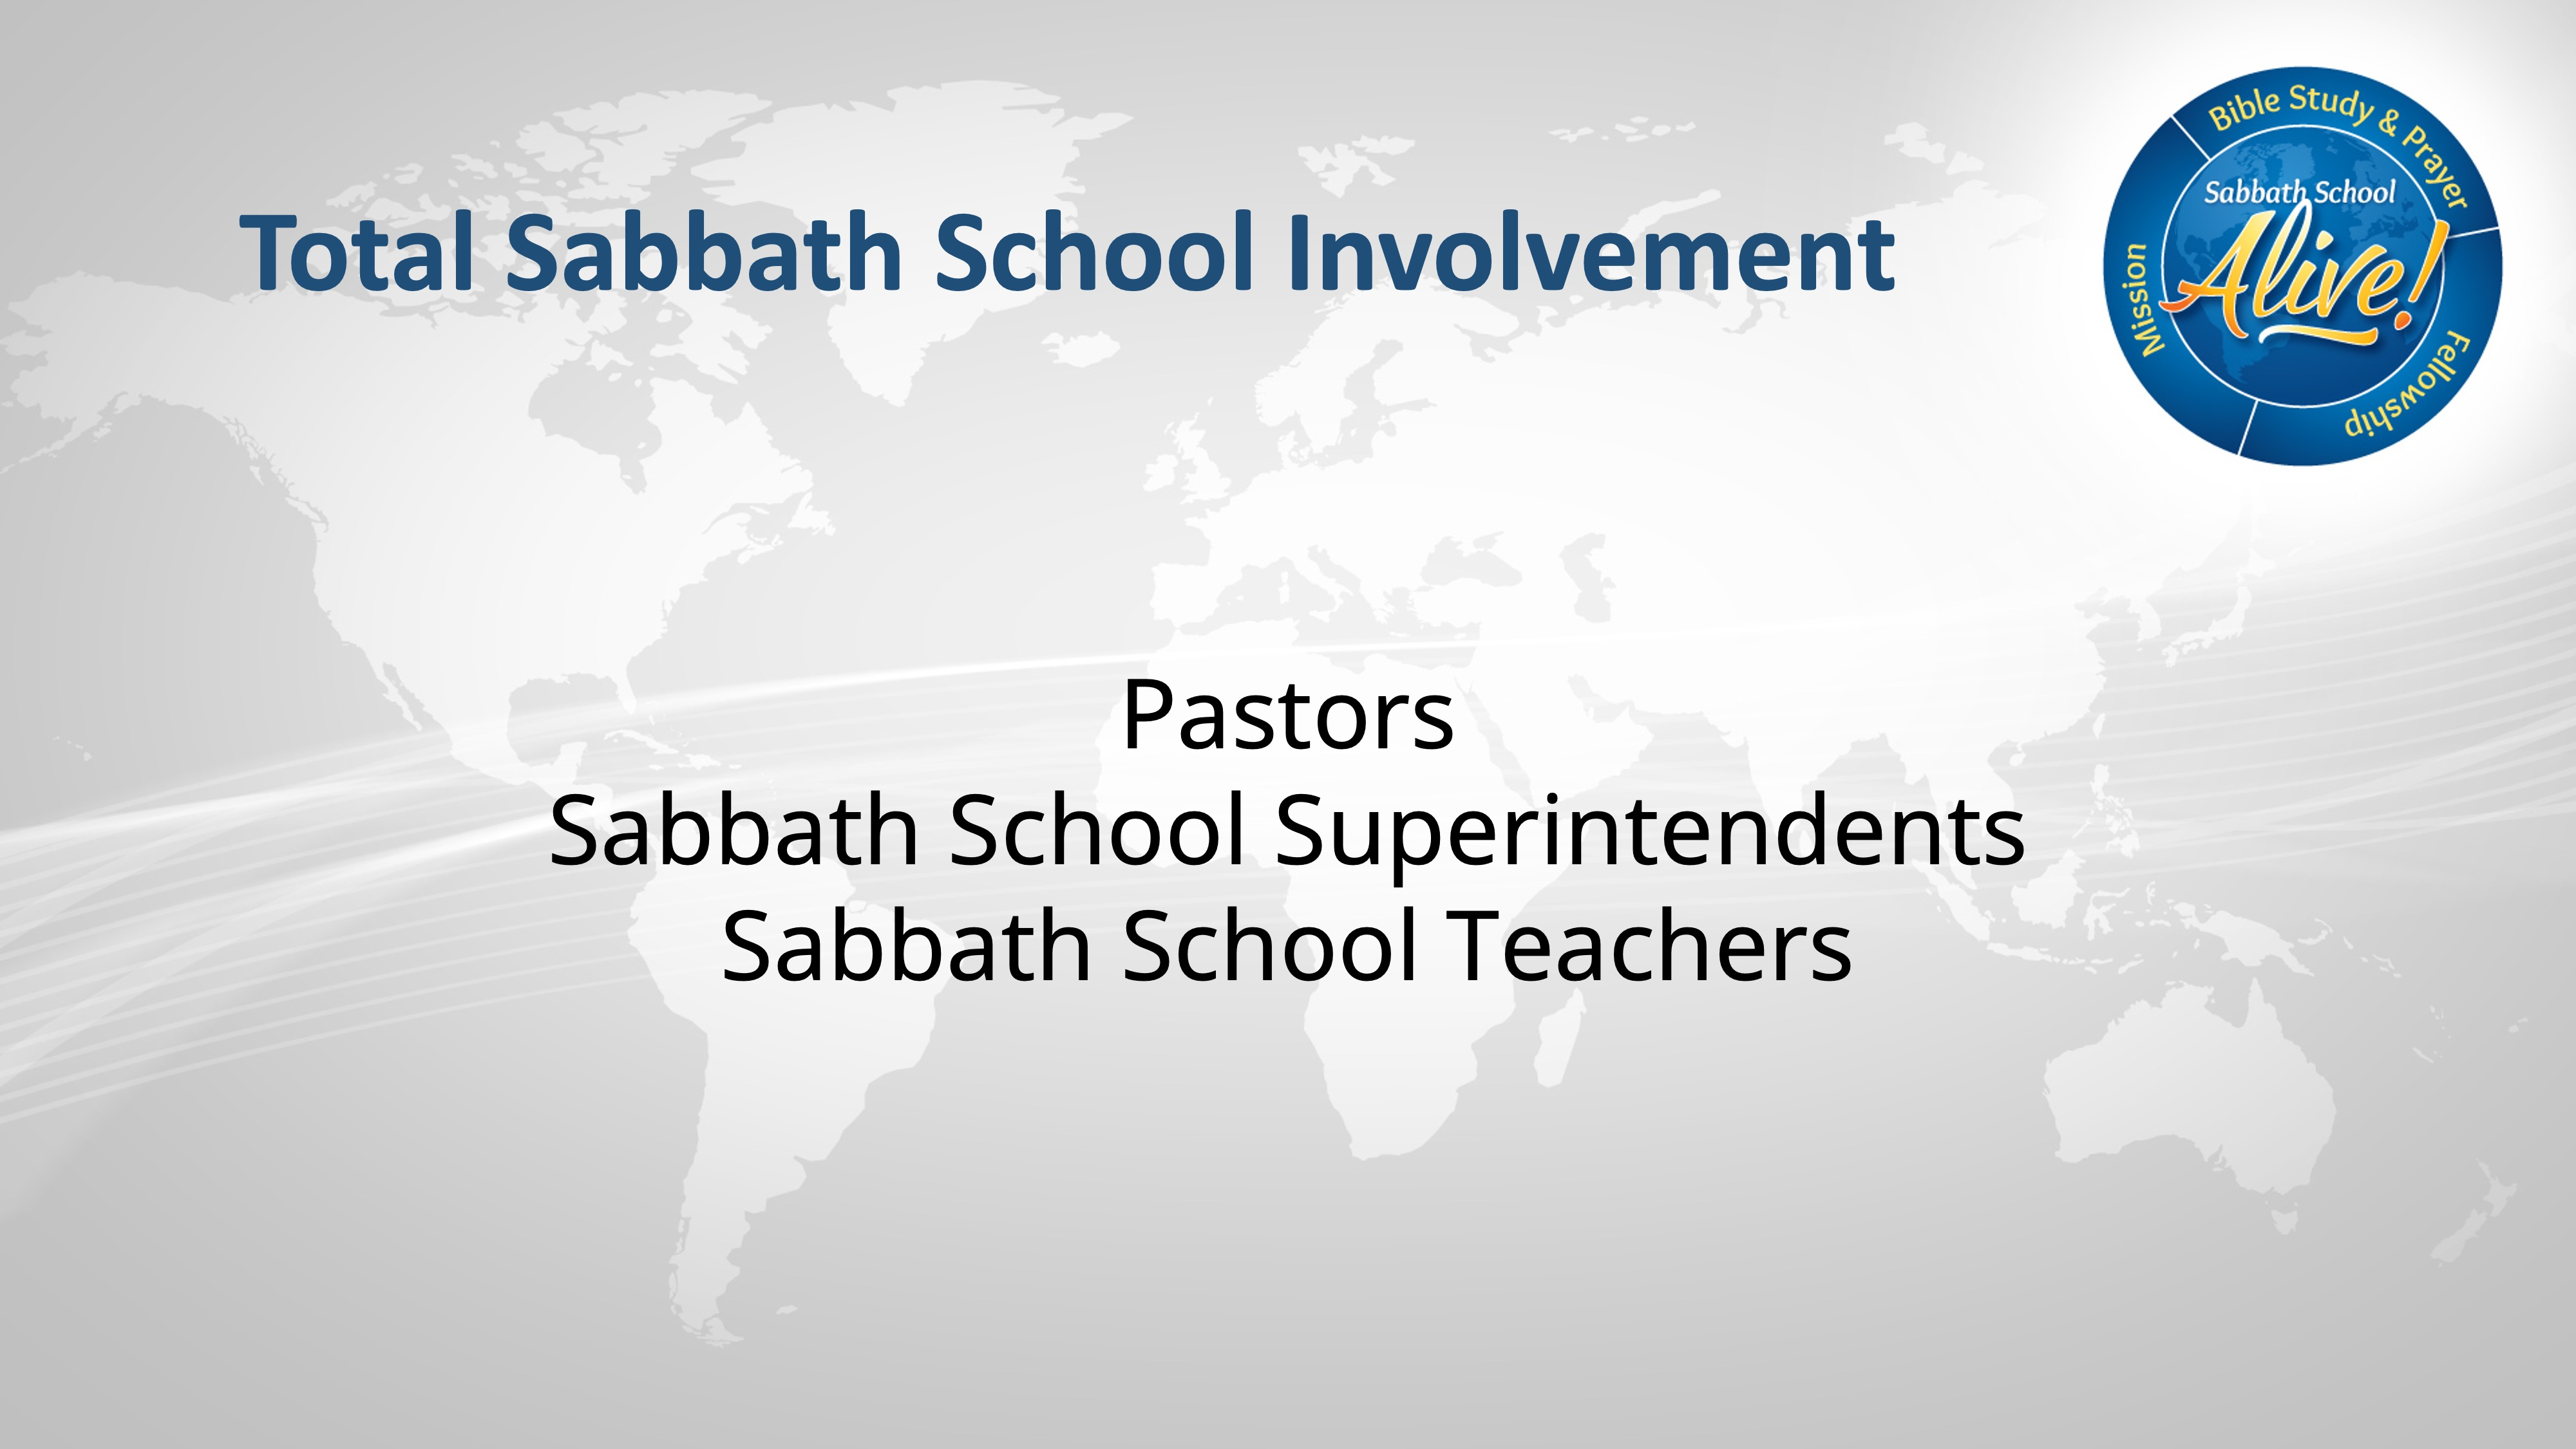 Total Sabbath School Involvement
Bible Study & Prayer
Sabbath School
Alive!
Mission
Fellowship
Pastors
Sabbath School Superintendents
Sabbath School Teachers